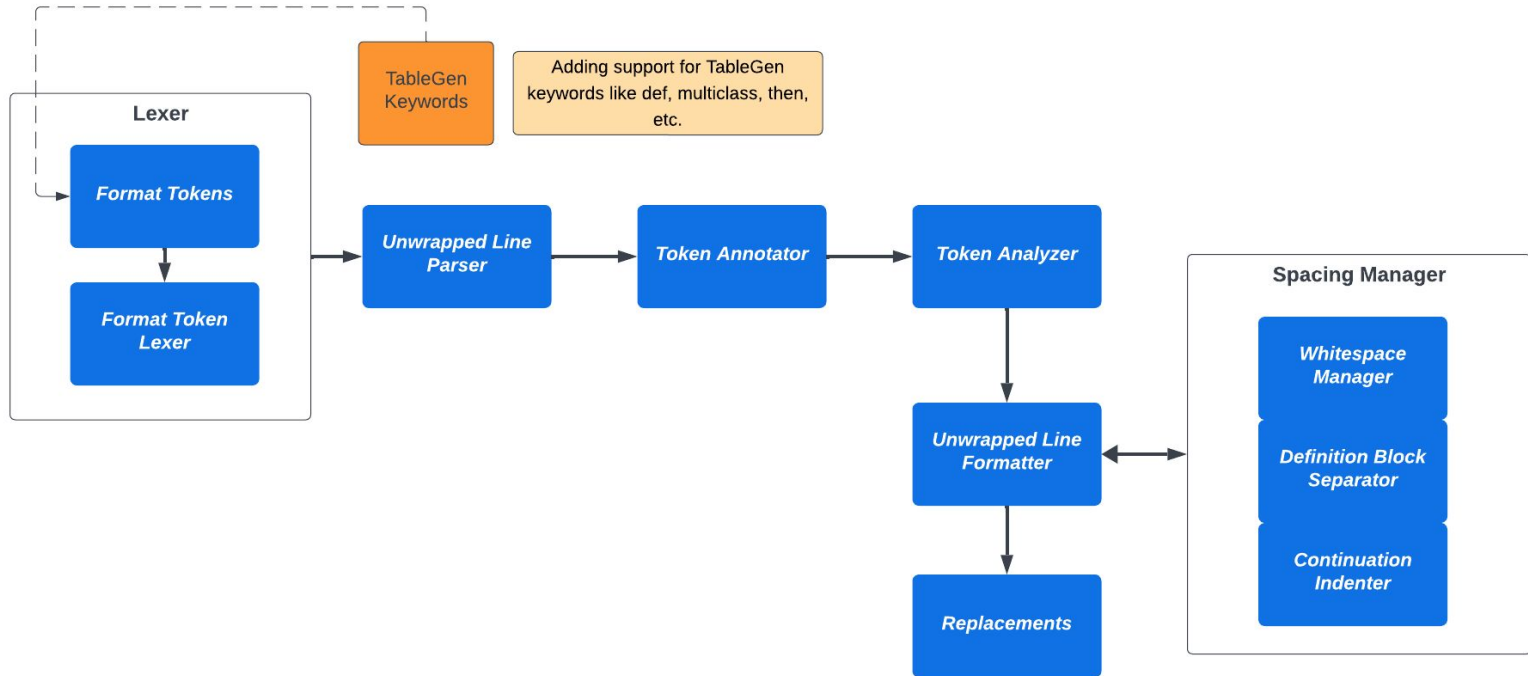 TableGen
Keywords
Adding support for TableGen
keywords like def, multiclass, then,
etc.
Lexer
Format Tokens
Format Token
Lexer
Unwrapped Line
Parser
Token Annotator
Token Analyzer
Unwrapped Line
Formatter
Replacements
Spacing Manager
Whitespace
Manager
Definition Block
Separator
Continuation
Indenter